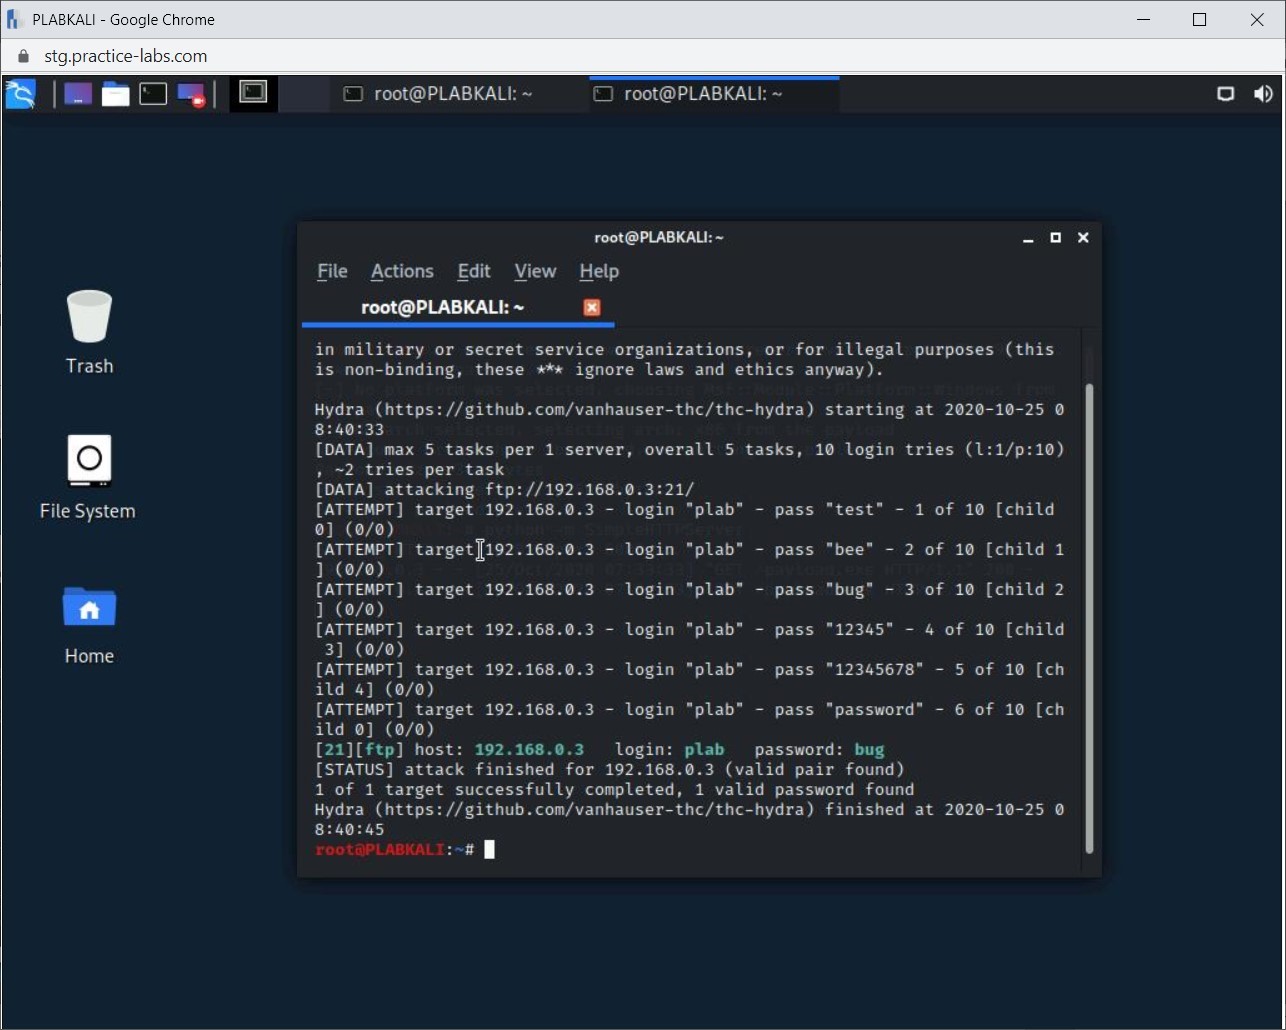 PLABKALI - Google Chrome
stg.practice-labs.com
root@PLABKALI: ~
root@PLABKALI: ~
root@PLABKALI:~
File Actions Edit View Help
root@PLABKALI: ~
Trash
File System
Home
in military or secret service organizations, or for illegal purposes (this
is non-binding, these *** ignore laws and ethics anyway).
Hydra (https://github.com/vanhauser-thc/thc-hydra) starting at 2020-10-25 0
8:40:33
[DATA] max 5 tasks per 1 server, overall 5 tasks, 10 login tries (l:1/p:10)
, ~2 tries per task
[DATA] attacking ftp://192.168.0.3:21/
[ATTEMPT] target 192.168.0.3 - login "plab" - pass "test" - 1 of 10 [child
0] (0/0)
[ATTEMPT] target 192.168.0.3 - login "plab" - pass "bee" - 2 of 10 [child 1
] (0/0)
[ATTEMPT] target 192.168.0.3 - login "plab" - pass "bug" - 3 of 10 [child 2
] (0/0)
[ATTEMPT] target 192.168.0.3 - login "plab" - pass "12345" - 4 of 10 [child
 3] (0/0)
[ATTEMPT] target 192.168.0.3 - login "plab" - pass "12345678" - 5 of 10 [ch
ild 4] (0/0)
[ATTEMPT] target 192.168.0.3 - login "plab" - pass "password" - 6 of 10 [ch
ild 0] (0/0)
[21][ftp] host: 192.168.0.3   login: plab   password: bug
[STATUS] attack finished for 192.168.0.3 (valid pair found)
1 of 1 target successfully completed, 1 valid password found
Hydra (https://github.com/vanhauser-thc/thc-hydra) finished at 2020-10-25 0
8:40:45
root@PLABKALI:~#